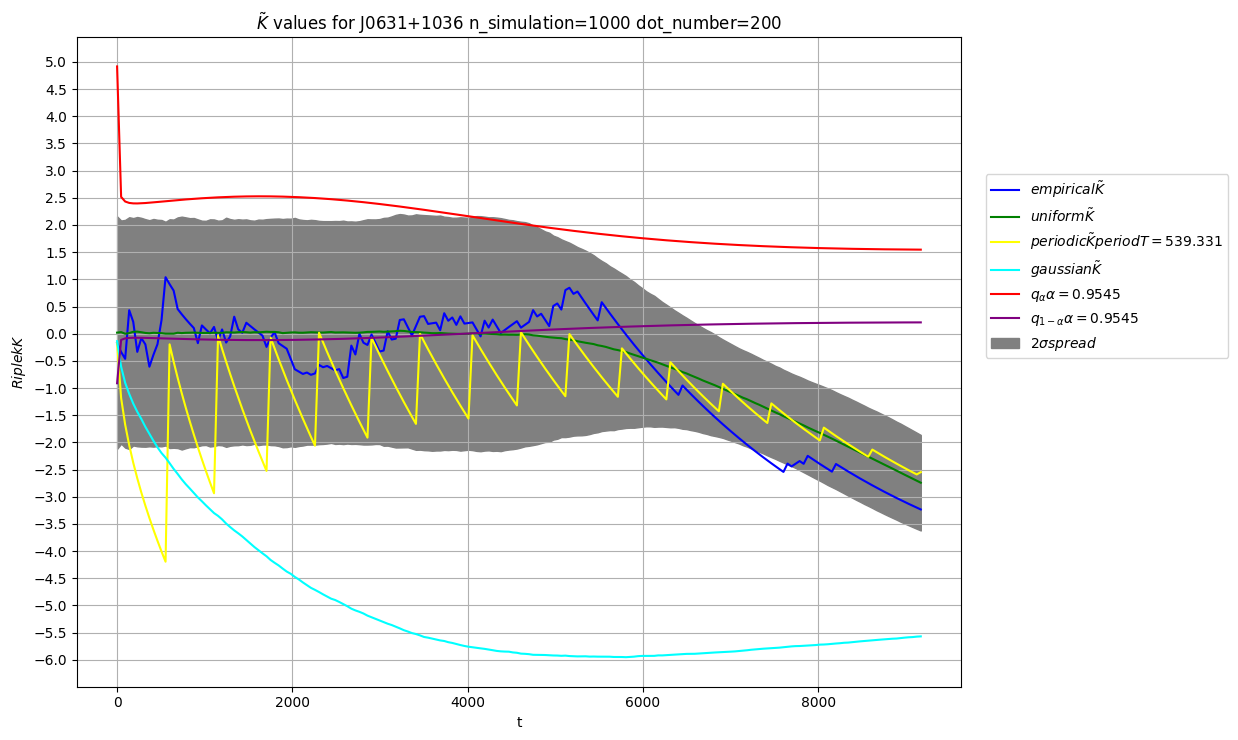 K̃ values for J0631+1036 n_simulation=1000 dot_number=200
RiplekK
5.0
4.5
4.0
3.5
3.0
2.5
2.0
1.5
1.0
0.5
0.0
−0.5
−1.0
−1.5
−2.0
−2.5
−3.0
−3.5
−4.0
−4.5
−5.0
−5.5
−6.0
0
2000
4000
6000
8000
t
empiricalK̃
uniformK̃
periodicK̃periodT = 539.331
gaussianK̃
qα α = 0.9545
q1−α α = 0.9545
2σspread